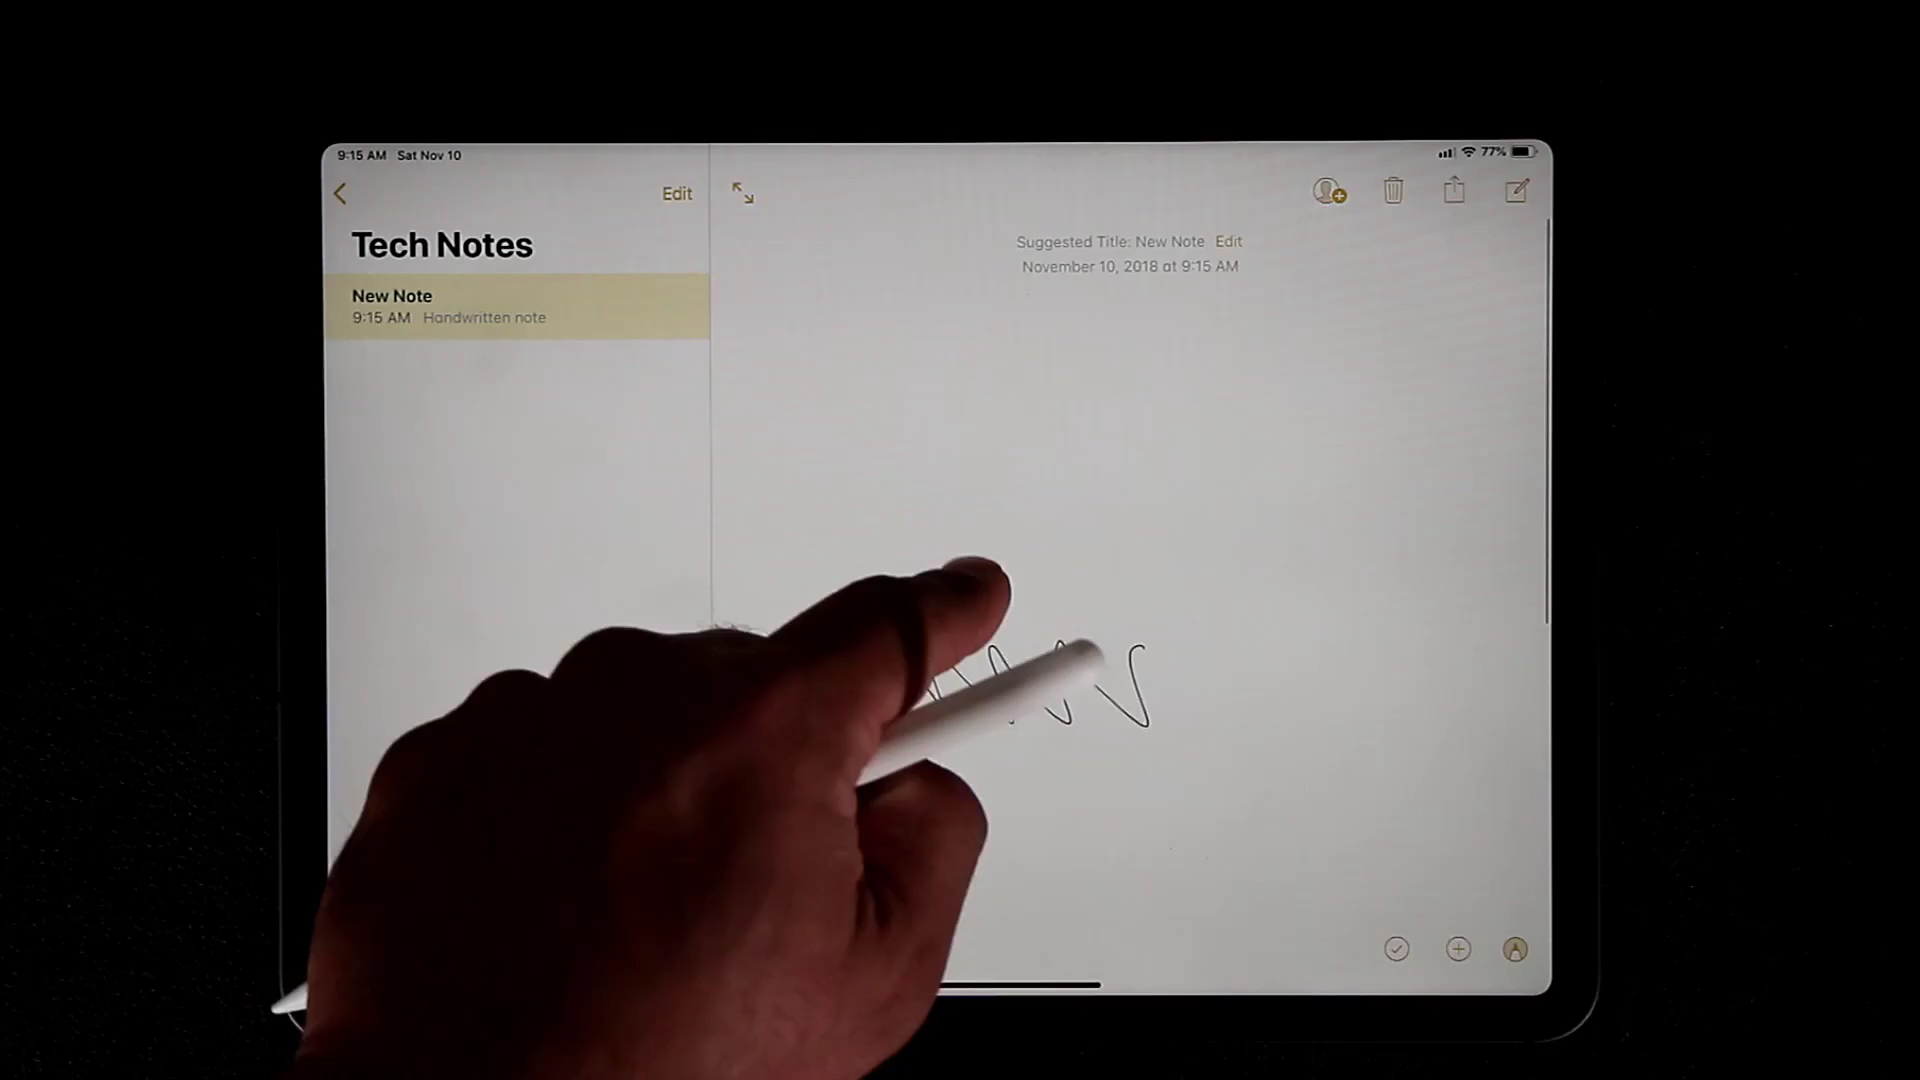 9:15 AM Sat Nov 10
77%
Edit
Tech Notes
New Note
9:15 AM Handwritten note
Suggested Title: New Note Edit
November 10, 2018 at 9:15 AM